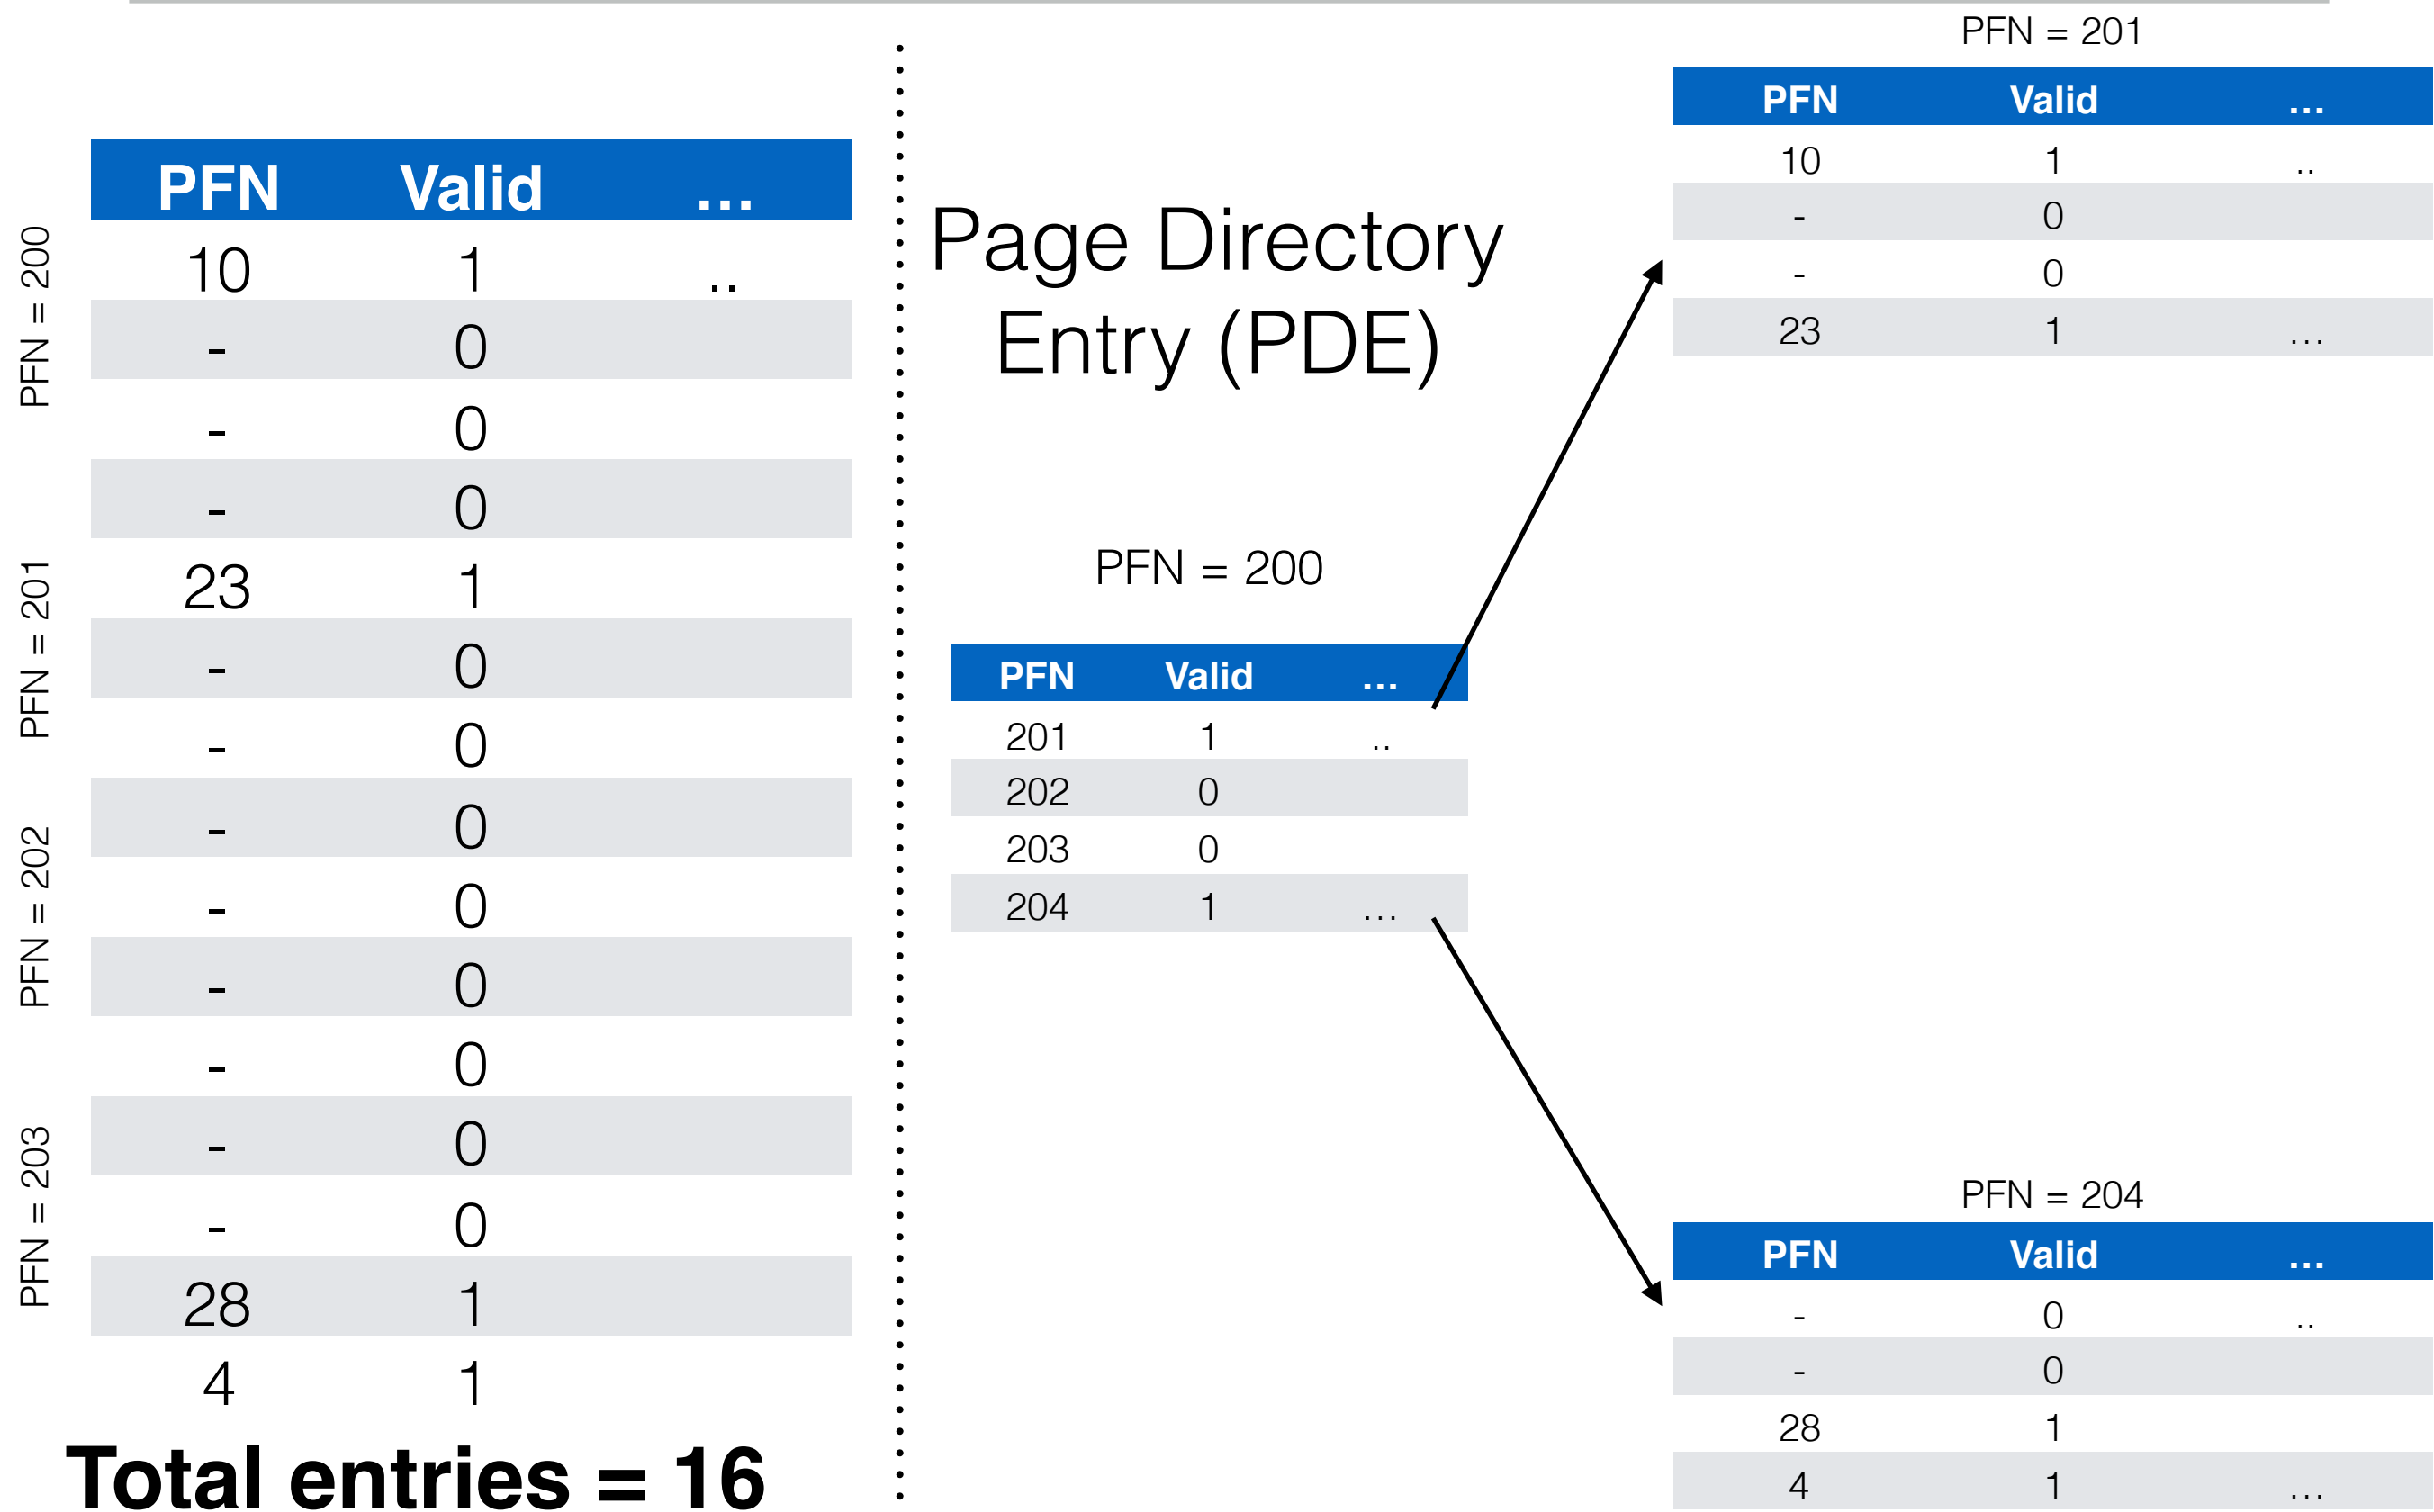 PFN Valid ...
PFN = 200
10 1 ..
- 0
- 0
- 0
PFN = 201
23 1
- 0
- 0
- 0
PFN = 202
- 0
- 0
- 0
- 0
PFN = 203
- 0
28 1
4 1
Total entries = 16
Page Directory
Entry (PDE)
PFN = 200
PFN Valid ...
201 1 ..
202 0
203 0
204 1 ...
PFN = 201
PFN Valid ...
10 1 ..
- 0
- 0
23 1 ...
PFN = 204
PFN Valid ...
- 0 ..
- 0
28 1
4 1 ...